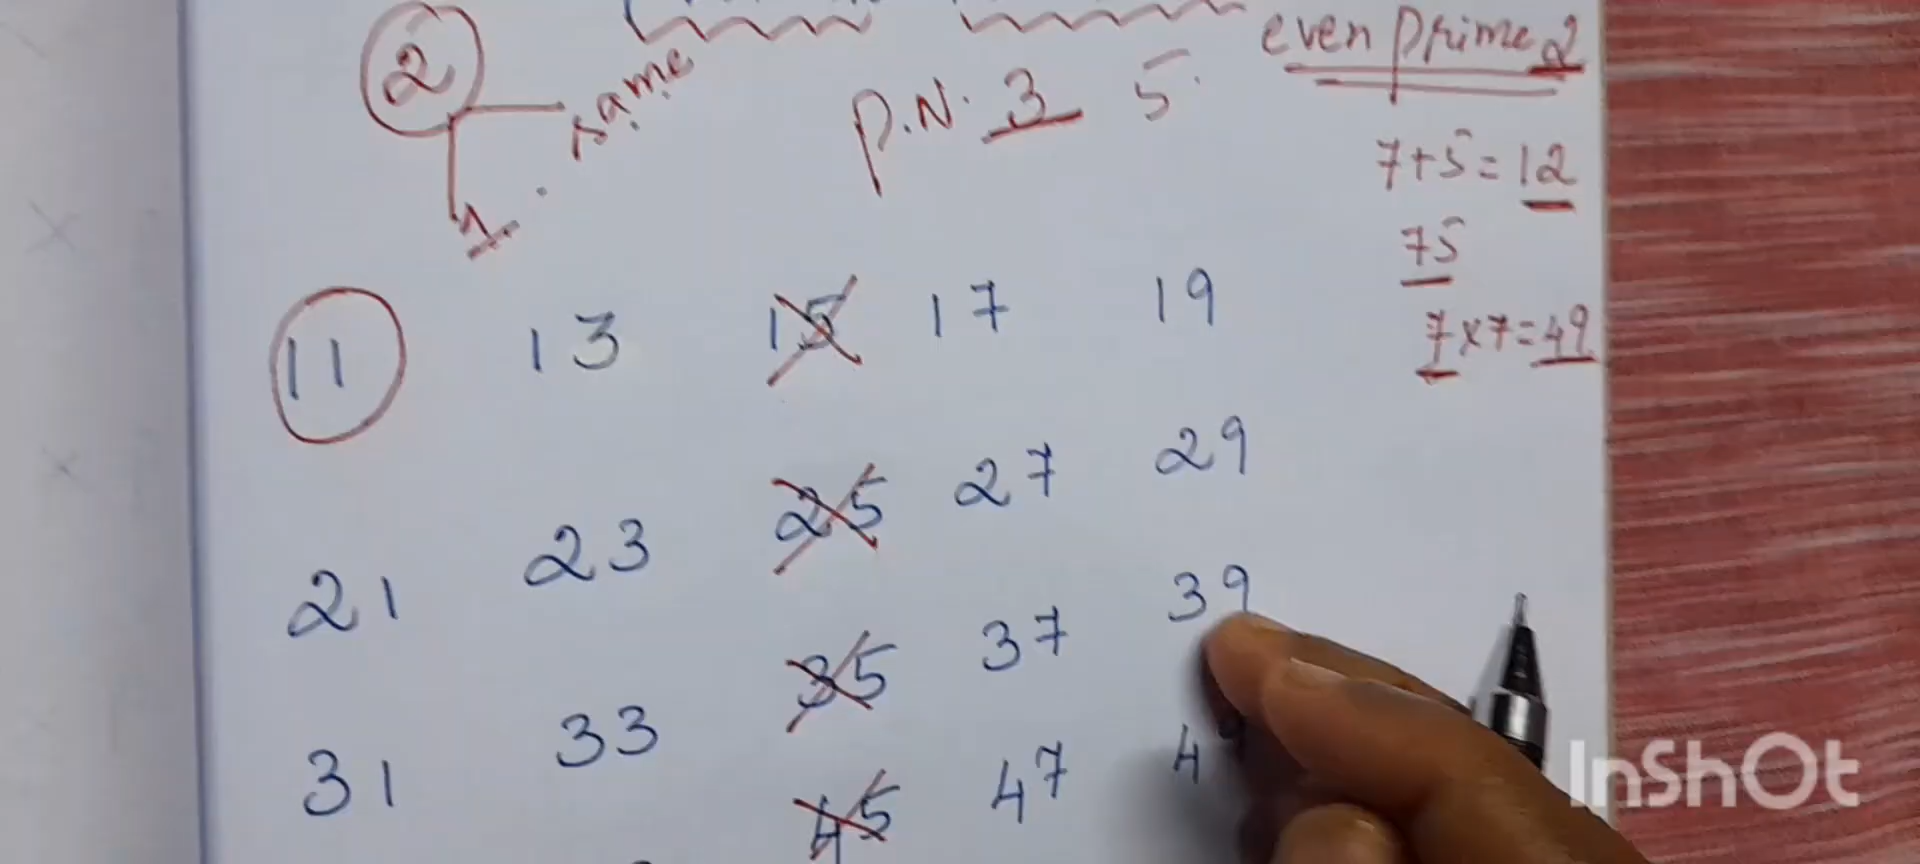 2
same
1.
P.N. 3 5
even prime 2
7+5=12
75
7x7=49
11 13 15 17 19
21 23 25 27 29
31 33 35 37 39
45 47 49
InShOt